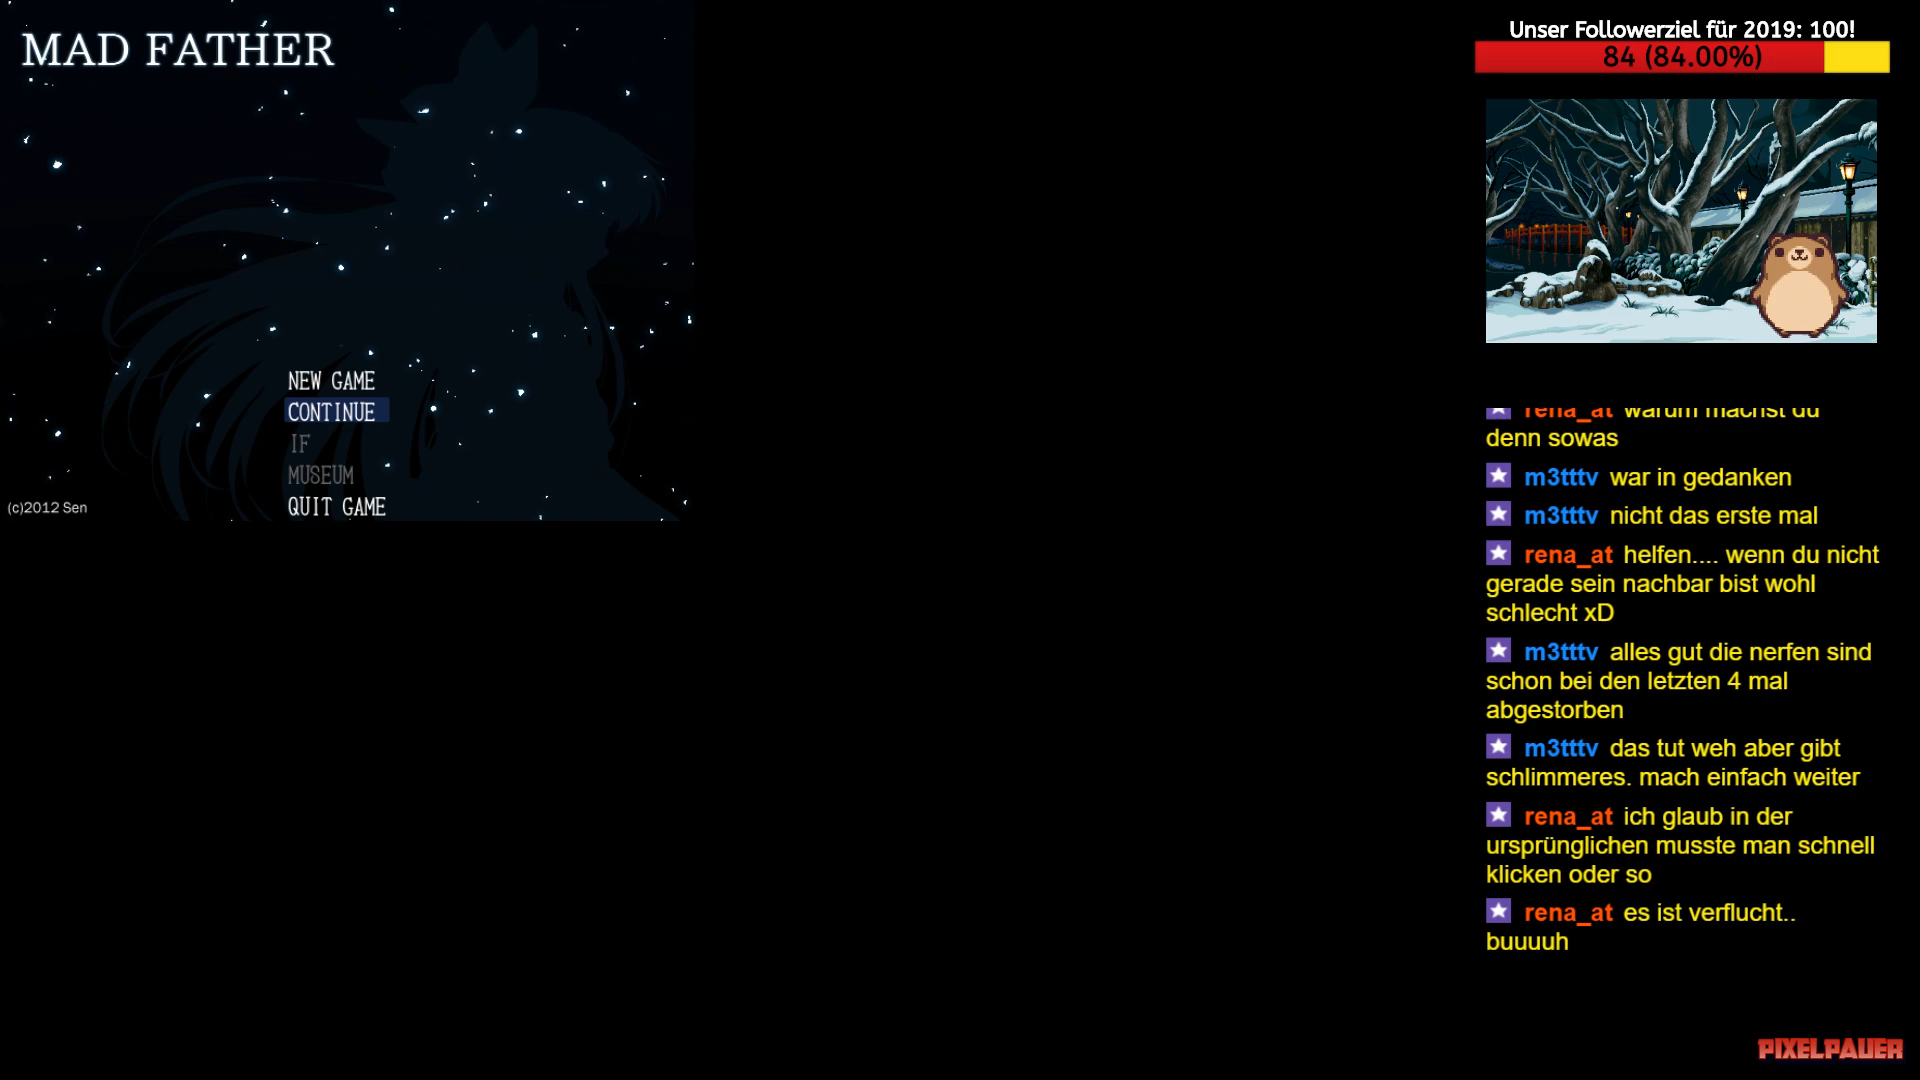 MAD FATHER
NEW GAME
CONTINUE
IF
MUSEUM
QUIT GAME
(c)2012 Sen
Unser Followerziel für 2019: 100!
84 (84.00%)
rena_at warum machst du
denn sowas
m3tttv war in gedanken
m3tttv nicht das erste mal
rena_at helfen.... wenn du nicht
gerade sein nachbar bist wohl
schlecht xD
m3tttv alles gut die nerfen sind
schon bei den letzten 4 mal
abgestorben
m3tttv das tut weh aber gibt
schlimmeres. mach einfach weiter
rena_at ich glaub in der
ursprünglichen musste man schnell
klicken oder so
rena_at es ist verflucht..
buuuuh
PIXELPAUER